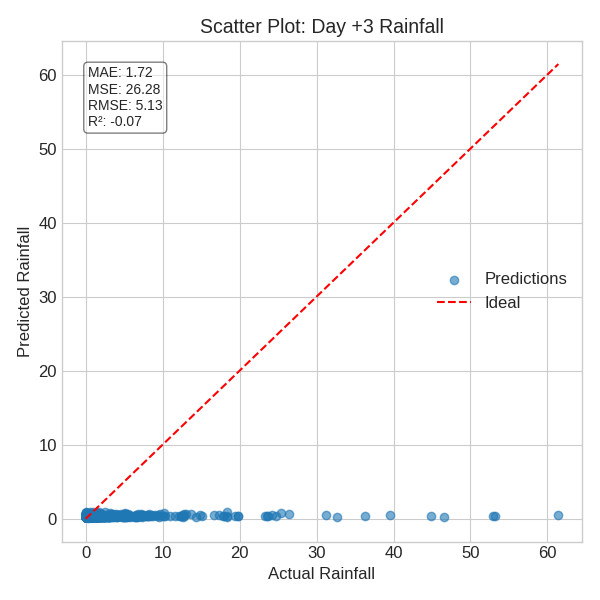 Scatter Plot: Day +3 Rainfall
MAE: 1.72
MSE: 26.28
RMSE: 5.13
R²: -0.07
60
50
40
30
20
10
0
Predicted Rainfall
Predictions
Ideal
0 10 20 30 40 50 60
Actual Rainfall